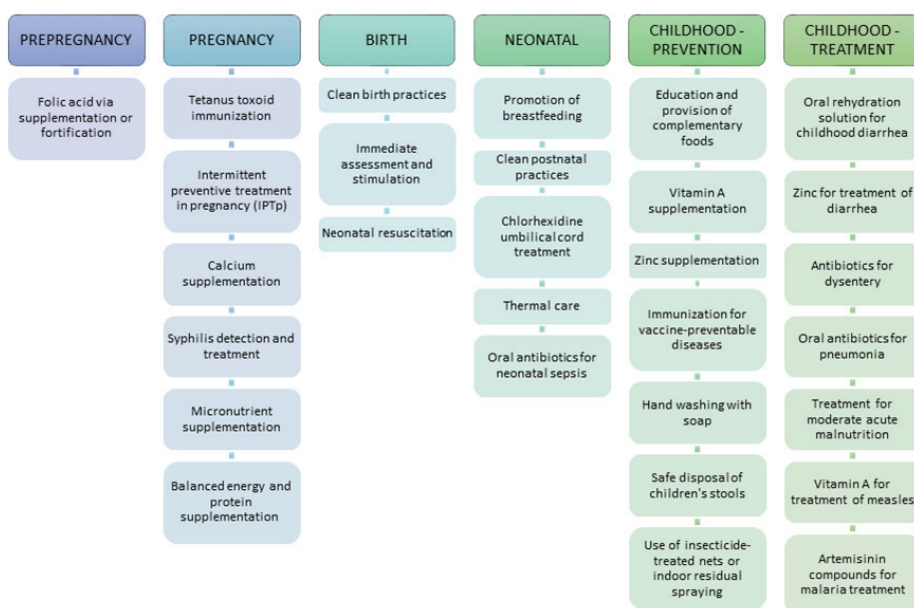 PREPREGNANCY
Folic acid via
supplementation or
fortification
PREGNANCY
Tetanus toxoid
immunization
Intermittent
preventive treatment
in pregnancy (IPTp)
Calcium
supplementation
Syphilis detection and
treatment
Micronutrient
supplementation
Balanced energy and
protein
supplementation
BIRTH
Clean birth practices
Immediate
assessment and
stimulation
Neonatal resuscitation
NEONATAL
Promotion of
breastfeeding
Clean postnatal
practices
Chlorhexidine
umbilical cord
treatment
Thermal care
Oral antibiotics for
neonatal sepsis
CHILDHOOD -
PREVENTION
Education and
provision of
complementary
foods
Vitamin A
supplementation
Zinc supplementation
Immunization for
vaccine-preventable
diseases
Hand washing with
soap
Safe disposal of
children's stools
Use of insecticide-
treated nets or
indoor residual
spraying
CHILDHOOD -
TREATMENT
Oral rehydration
solution for
childhood diarrhea
Zinc for treatment of
diarrhea
Antibiotics for
dysentery
Oral antibiotics for
pneumonia
Treatment for
moderate acute
malnutrition
Vitamin A for
treatment of measles
Artemisinin
compounds for
malaria treatment